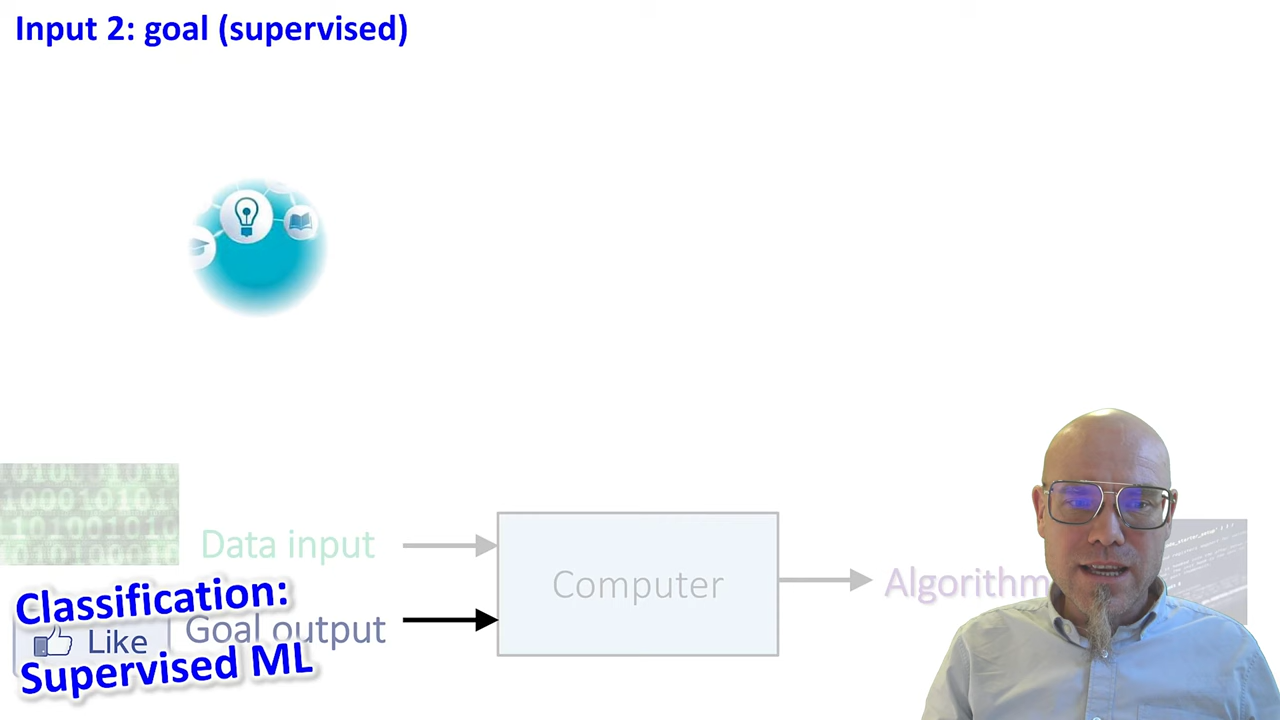 Input 2: goal (supervised)
Data input
Computer
Algorithm
Classification:
Like
Goal output
Supervised ML